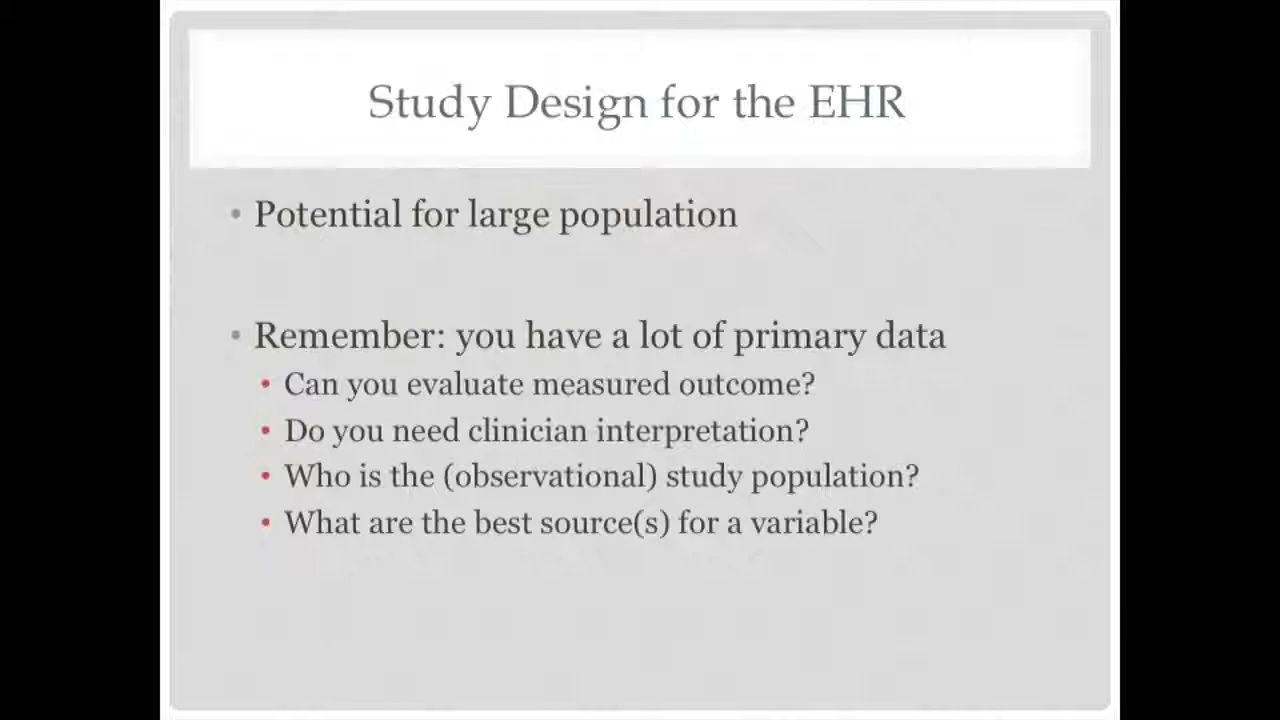 Study Design for the EHR
• Potential for large population
• Remember: you have a lot of primary data
• Can you evaluate measured outcome?
• Do you need clinician interpretation?
• Who is the (observational) study population?
• What are the best source(s) for a variable?